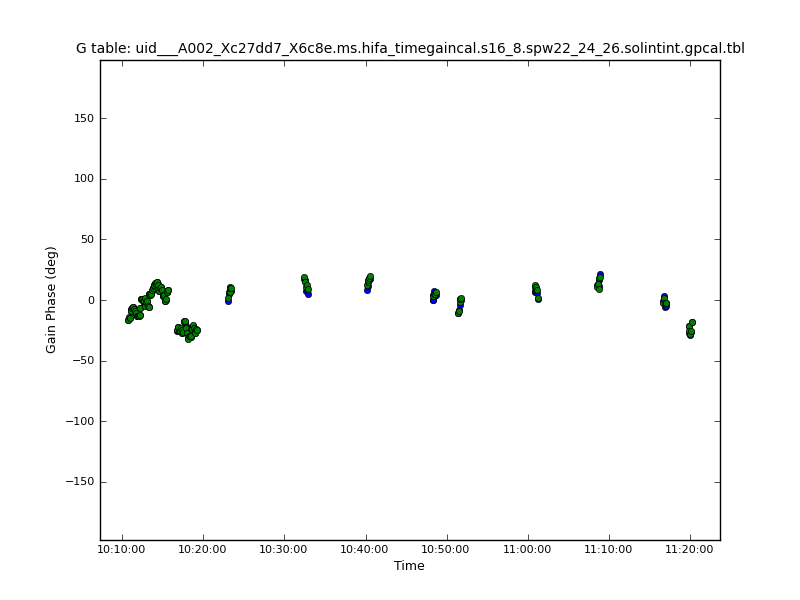 G table: uid___A002_Xc27dd7_X6c8e.ms.hifa_timegaincal.s16_8.spw22_24_26.solintint.gpcal.tbl
Gain Phase (deg)
150
100
50
0
−50
−100
−150
10:10:00 10:20:00 10:30:00 10:40:00 10:50:00 11:00:00 11:10:00 11:20:00
Time